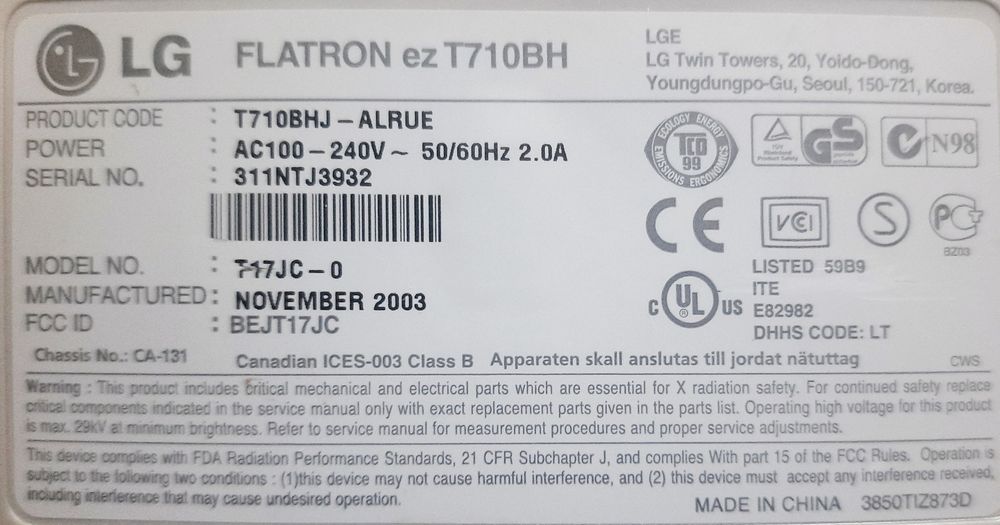 LG FLATRON ez T710BH
LGE
LG Twin Towers, 20, Yoido-Dong,
Youngdungpo-Gu, Seoul, 150-721, Korea.
PRODUCT CODE : T710BHJ – ALRUE
POWER : AC100 – 240V ~ 50/60Hz 2.0A
SERIAL NO. : 311NTJ3932
MODEL NO. : T17JC – 0
MANUFACTURED : NOVEMBER 2003
FCC ID : BEJT17JC
ECOLOGY ENERGY
TCO
99
EMISSIONS ERGONOMICS
TÜV
Rheinland
Product Safety
GS
geprüfte
Sicherheit
N98
CE
VCI
S
PCT
BZ03
C UL US
®
LISTED 59B9
ITE
E82982
DHHS CODE: LT
Chassis No.: CA-131 Canadian ICES-003 Class B Apparaten skall anslutas till jordat nätuttag CWS
Warning : This product includes critical mechanical and electrical parts which are essential for X radiation safety. For continued safety replace
critical components indicated in the service manual only with exact replacement parts given in the parts list. Operating high voltage for this product
is max. 29kV at minimum brightness. Refer to service manual for measurement procedures and proper service adjustments.
This device complies with FDA Radiation Performance Standards, 21 CFR Subchapter J, and complies With part 15 of the FCC Rules. Operation is
subject to the following two conditions : (1)this device may not cause harmful interference, and (2) this device must accept any interference received,
including interference that may cause undesired operation.
MADE IN CHINA 3850TIZ873D